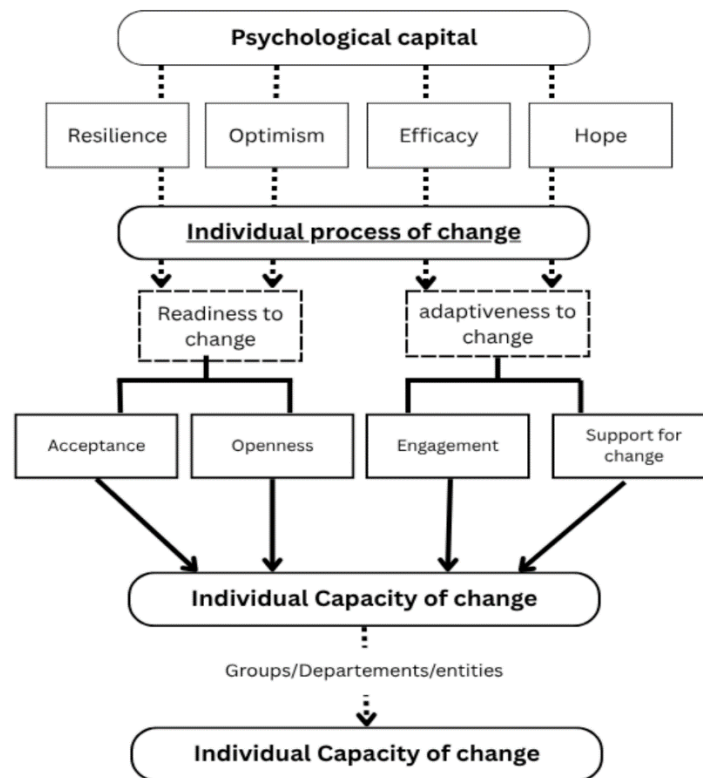 Psychological capital
Resilience
Optimism
Efficacy
Hope
Individual process of change
Readiness to
change
adaptiveness to
change
Acceptance
Openness
Engagement
Support for
change
Individual Capacity of change
Groups/Departements/entities
Individual Capacity of change